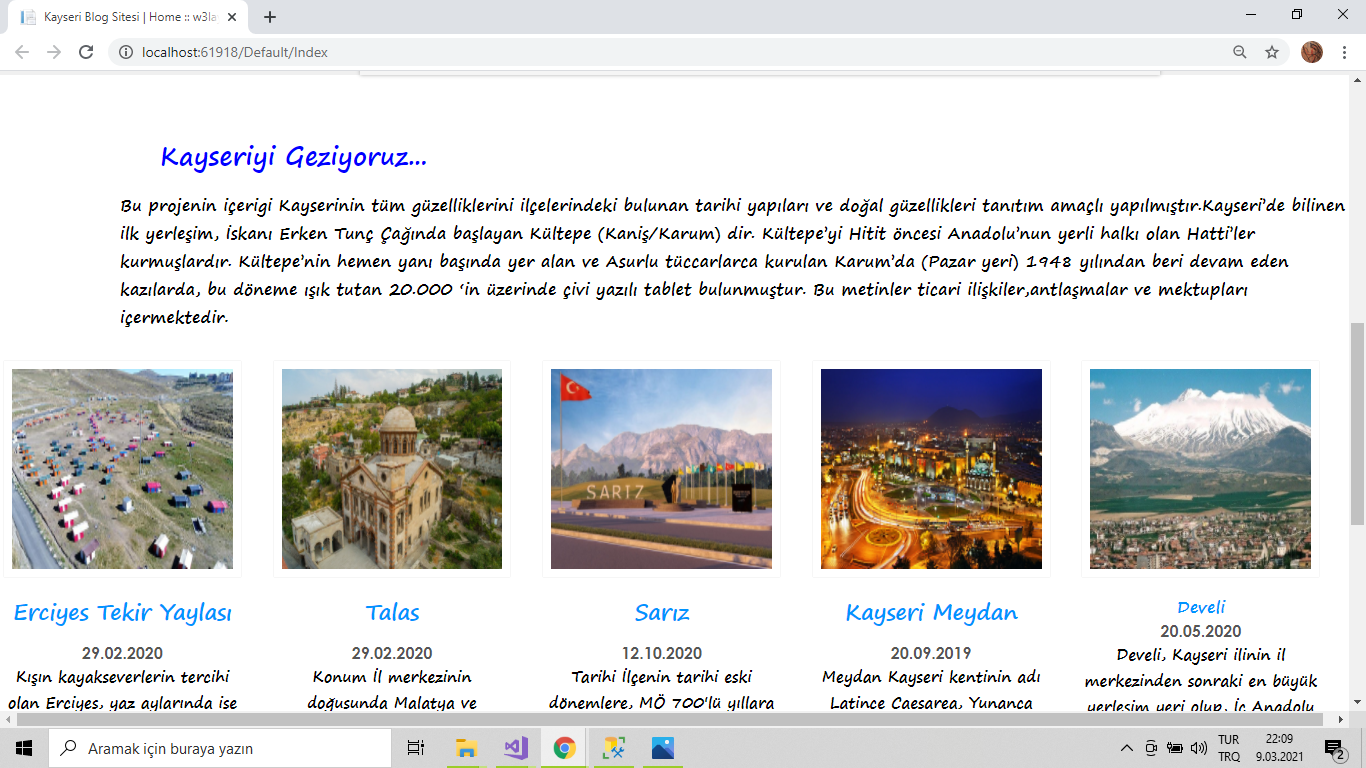 Kayseri Blog Sitesi | Home :: w3la
localhost:61918/Default/Index
Kayseriyi Geziyoruz...
Bu projenin içerigi Kayserinin tüm güzelliklerini ilçelerindeki bulunan tarihi yapıları ve doğal güzellikleri tanıtım amaçlı yapılmıştır.Kayseri’de bilinen
ilk yerleşim, İskanı Erken Tunç Çağında başlayan Kültepe (Kaniş/Karum) dir. Kültepe’yi Hitit öncesi Anadolu’nun yerli halkı olan Hatti’ler
kurmuşlardır. Kültepe’nin hemen yanı başında yer alan ve Asurlu tüccarlarca kurulan Karum’da (Pazar yeri) 1948 yılından beri devam eden
kazılarda, bu döneme ışık tutan 20.000 ‘in üzerinde çivi yazılı tablet bulunmuştur. Bu metinler ticari ilişkiler,antlaşmalar ve mektupları
içermektedir.
SARIZ
Erciyes Tekir Yaylası
29.02.2020
Kışın kayakseverlerin tercihi
olan Erciyes, yaz aylarında ise
Talas
29.02.2020
Konum İl merkezinin
doğusunda Malatya ve
Sarız
12.10.2020
Tarihi İlçenin tarihi eski
dönemlere, MÖ 700'lü yıllara
Kayseri Meydan
20.09.2019
Meydan Kayseri kentinin adı
Latince Caesarea, Yunanca
Develi
20.05.2020
Develi, Kayseri ilinin il
merkezinden sonraki en büyük
yerleşim yeri olup, İç Anadolu
Aramak için buraya yazın
TUR
TRQ
22:09
9.03.2021
2